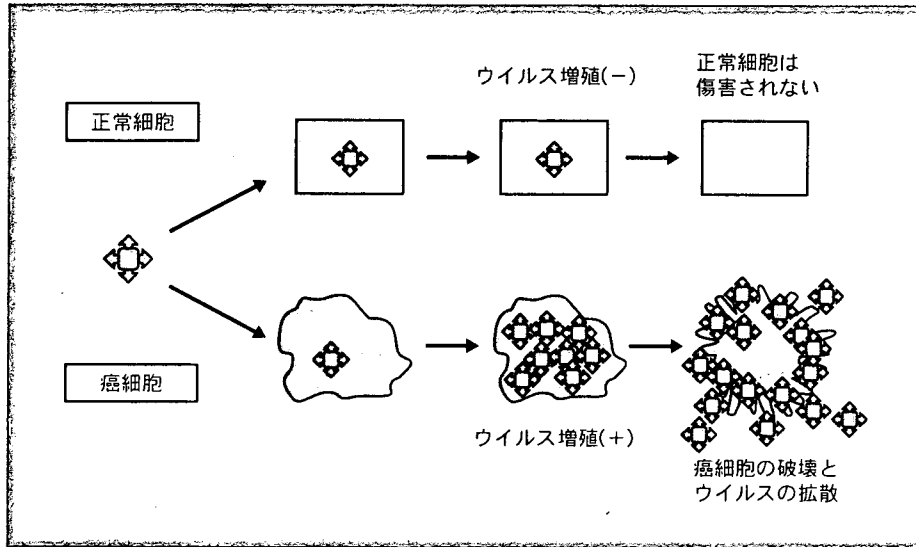 正常細胞
ウイルス増殖(−)
正常細胞は
傷害されない
癌細胞
ウイルス増殖(+)
癌細胞の破壊と
ウイルスの拡散